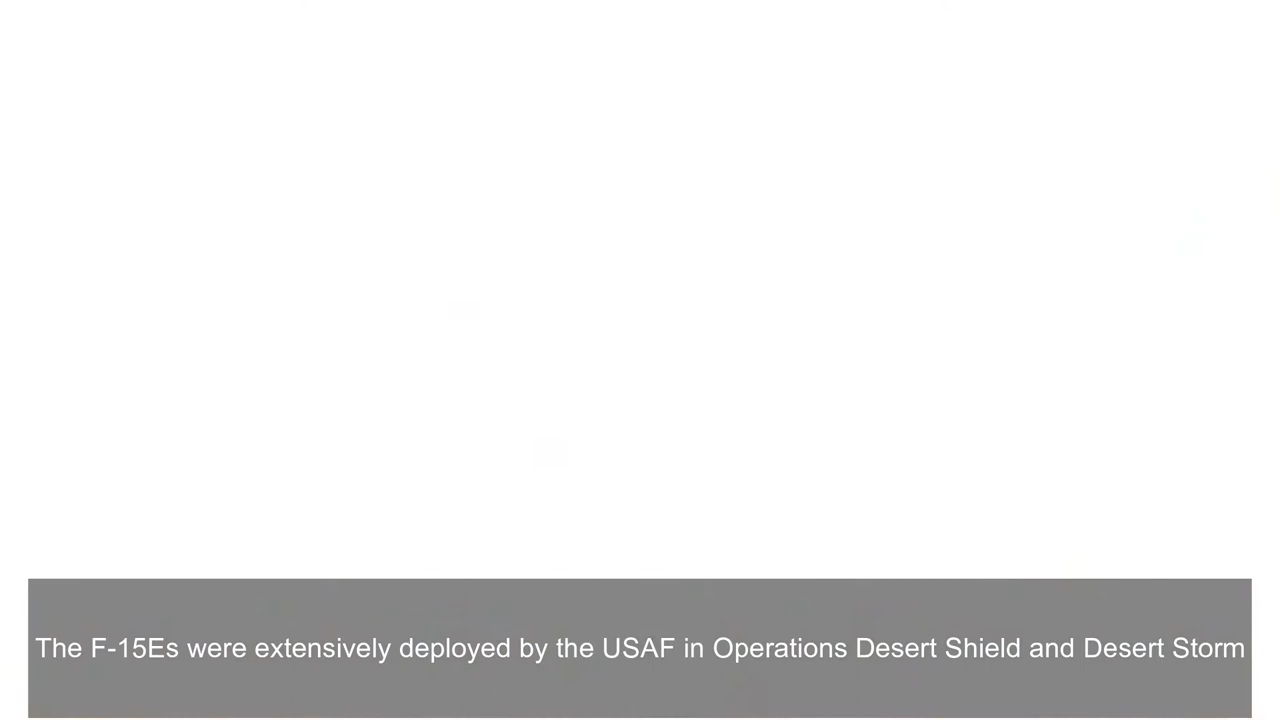 The F-15Es were extensively deployed by the USAF in Operations Desert Shield and Desert Storm